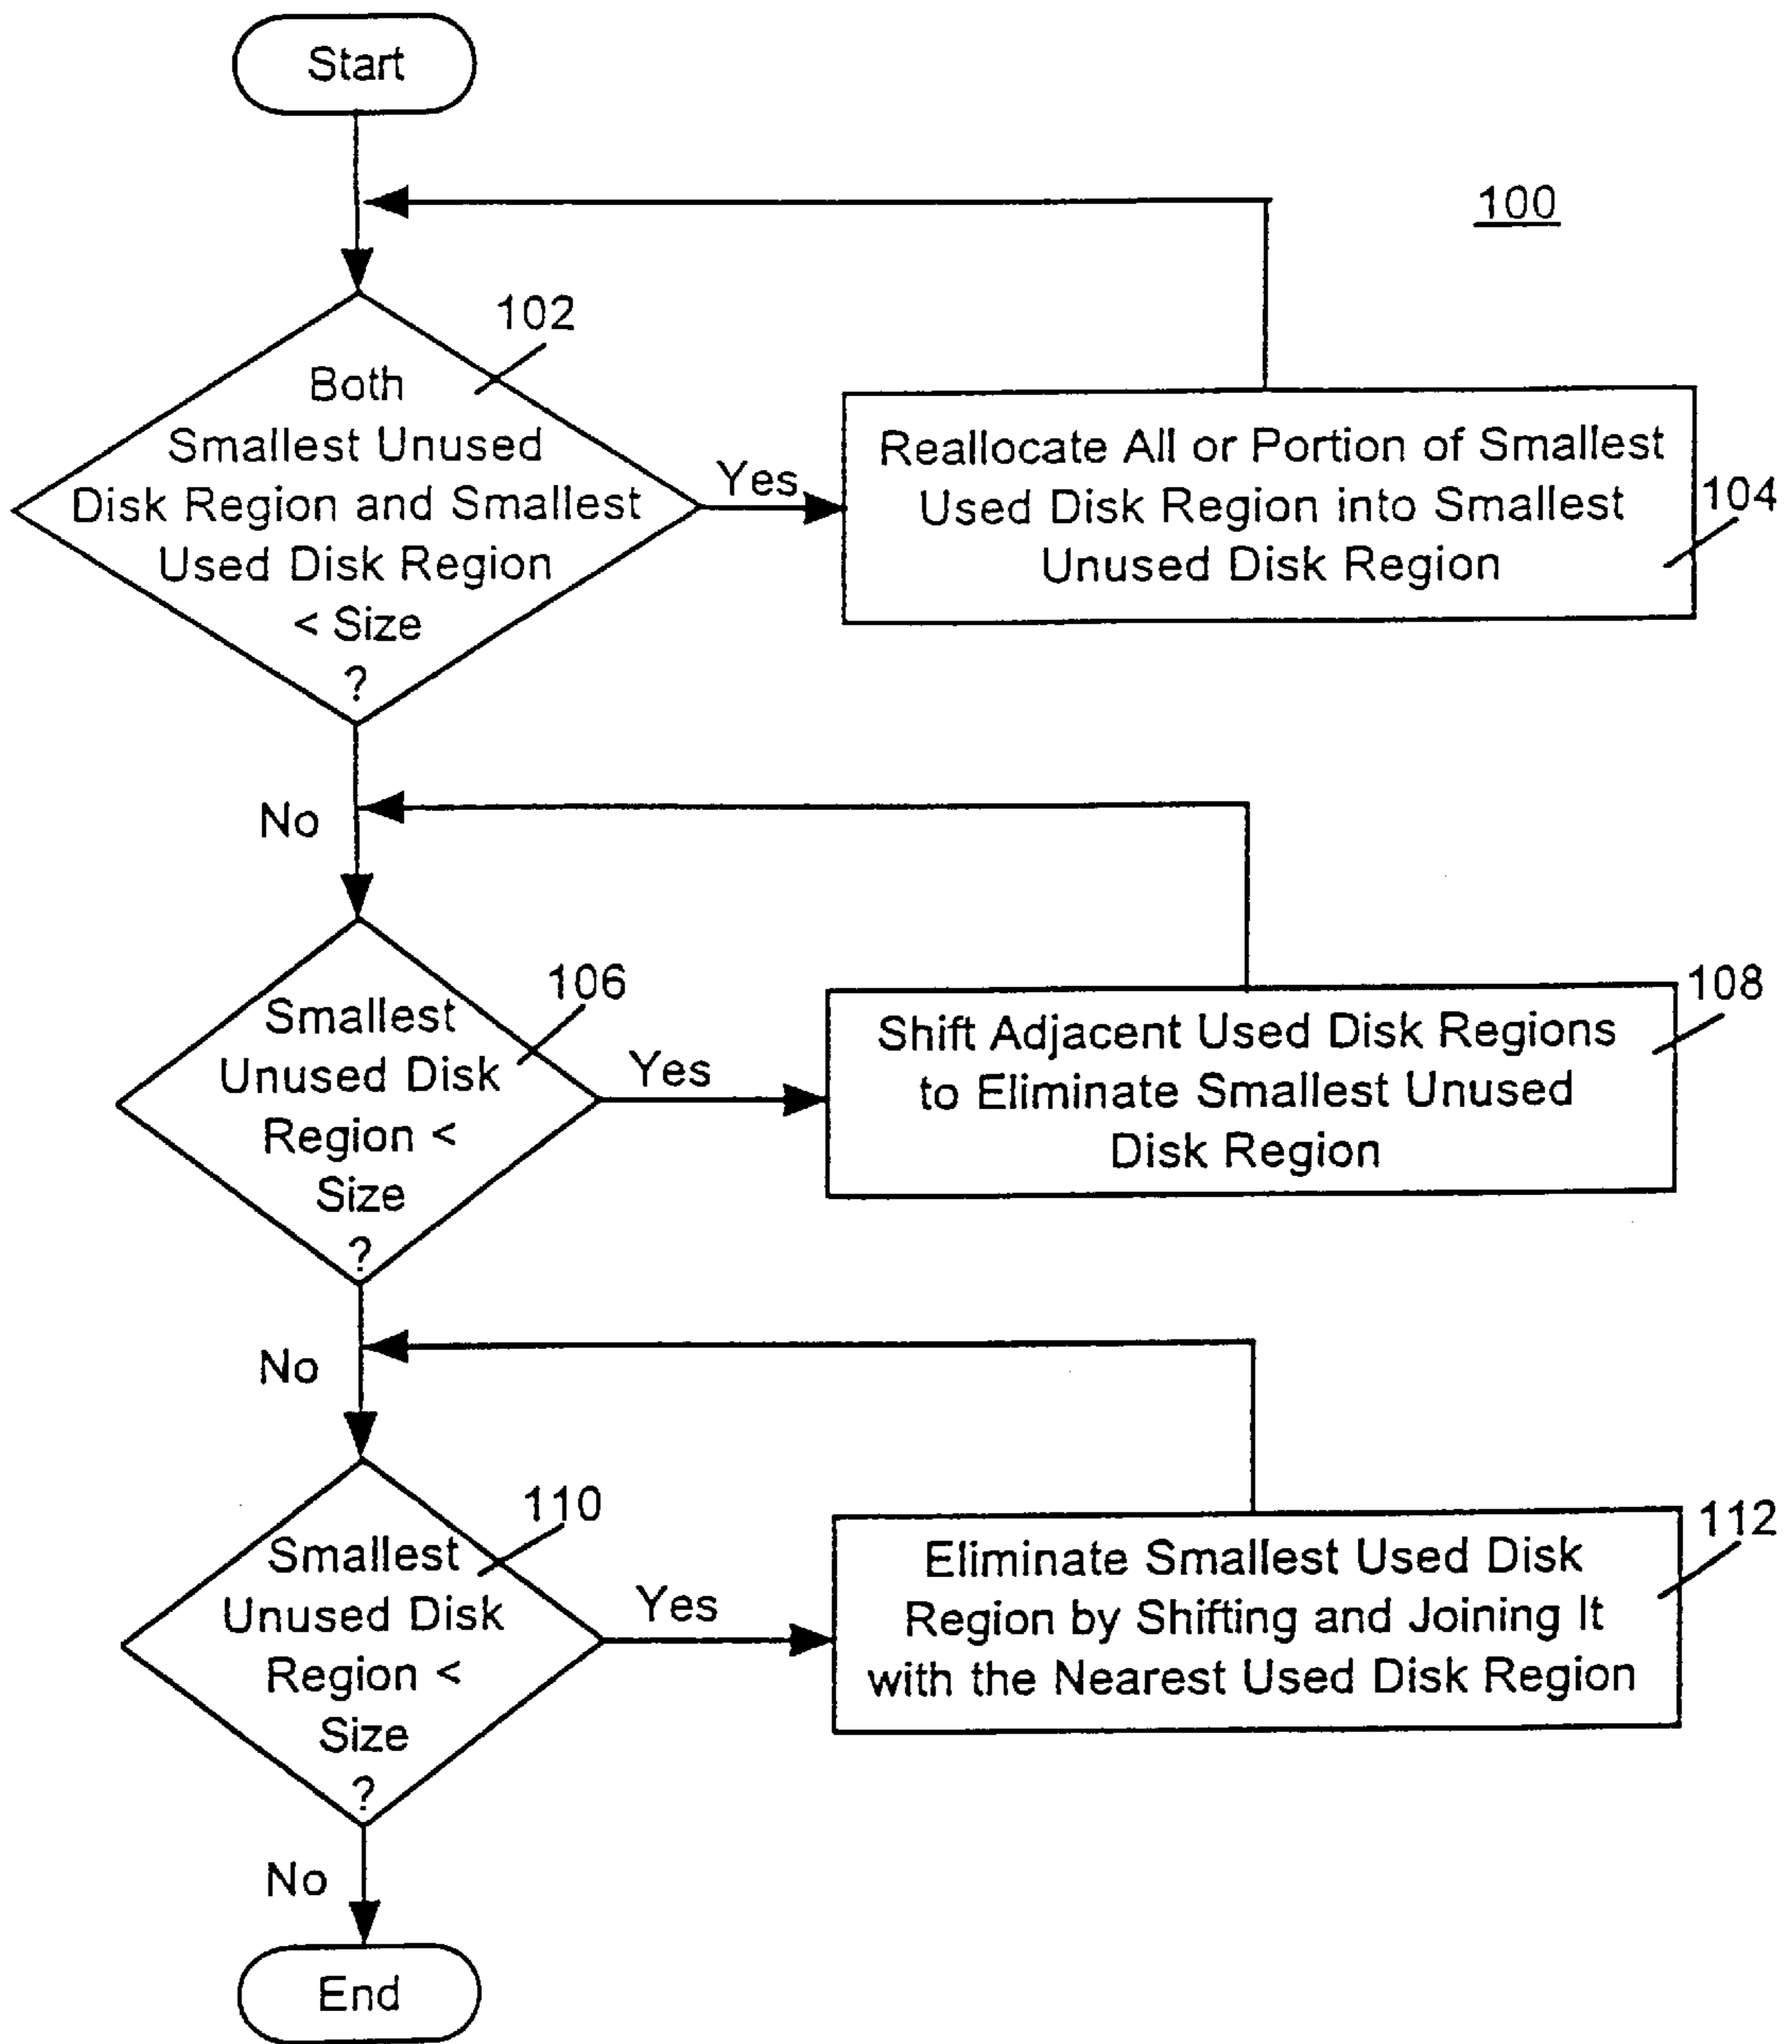 Start
100
102
Both
Smallest Unused
Disk Region and Smallest
Used Disk Region
< Size
?
Yes
Reallocate All or Portion of Smallest
Used Disk Region into Smallest
Unused Disk Region
104
No
106
Smallest
Unused Disk
Region <
Size
?
Yes
108
Shift Adjacent Used Disk Regions
to Eliminate Smallest Unused
Disk Region
No
110
Smallest
Unused Disk
Region <
Size
?
Yes
112
Eliminate Smallest Used Disk
Region by Shifting and Joining It
with the Nearest Used Disk Region
No
End